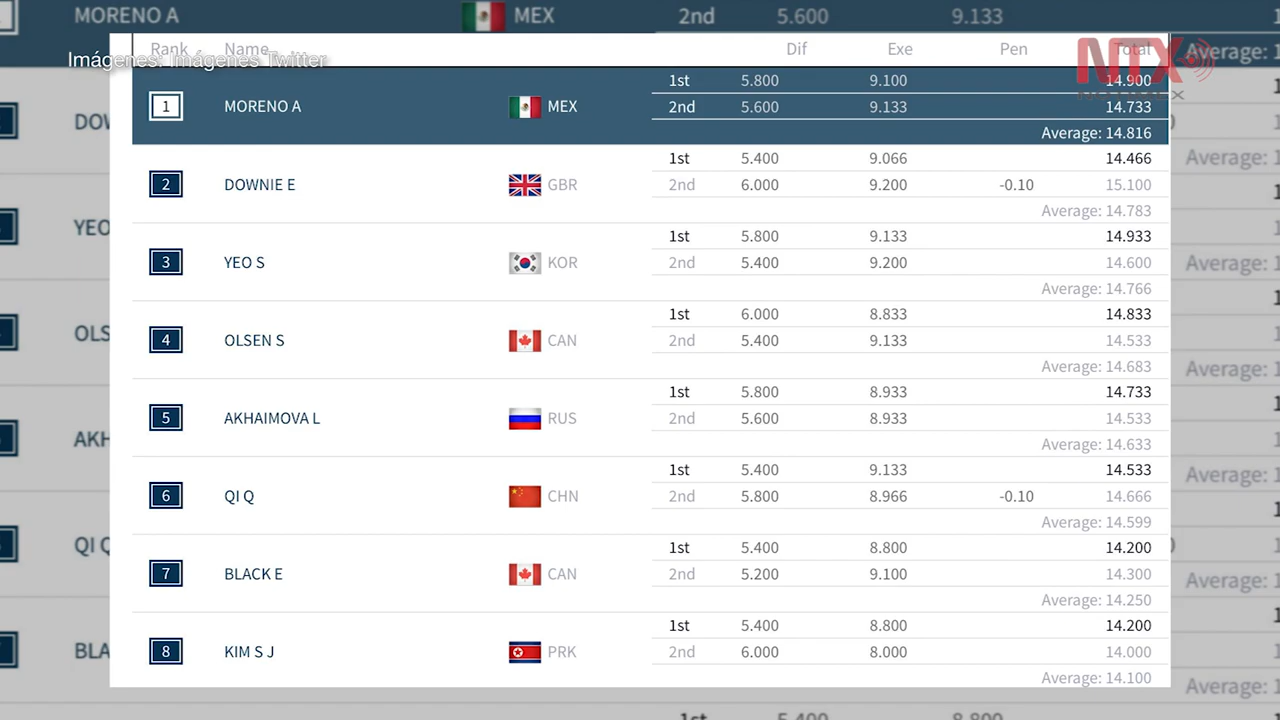 MORENO A MEX 2nd 5.600 9.133
Imágenes: Imágenes Twitter
NTX
Rank Name Dif Exe Pen Total
1 MORENO A MEX 1st 5.800 9.100 14.900
2nd 5.600 9.133 14.733
Average: 14.816
2 DOWNIE E GBR 1st 5.400 9.066 14.466
2nd 6.000 9.200 -0.10 15.100
Average: 14.783
3 YEO S KOR 1st 5.800 9.133 14.933
2nd 5.400 9.200 14.600
Average: 14.766
4 OLSEN S CAN 1st 6.000 8.833 14.833
2nd 5.400 9.133 14.533
Average: 14.683
5 AKHAIMOVA L RUS 1st 5.800 8.933 14.733
2nd 5.600 8.933 14.533
Average: 14.633
6 QI Q CHN 1st 5.400 9.133 14.533
2nd 5.800 8.966 -0.10 14.666
Average: 14.599
7 BLACK E CAN 1st 5.400 8.800 14.200
2nd 5.200 9.100 14.300
Average: 14.250
8 KIM S J PRK 1st 5.400 8.800 14.200
2nd 6.000 8.000 14.000
Average: 14.100